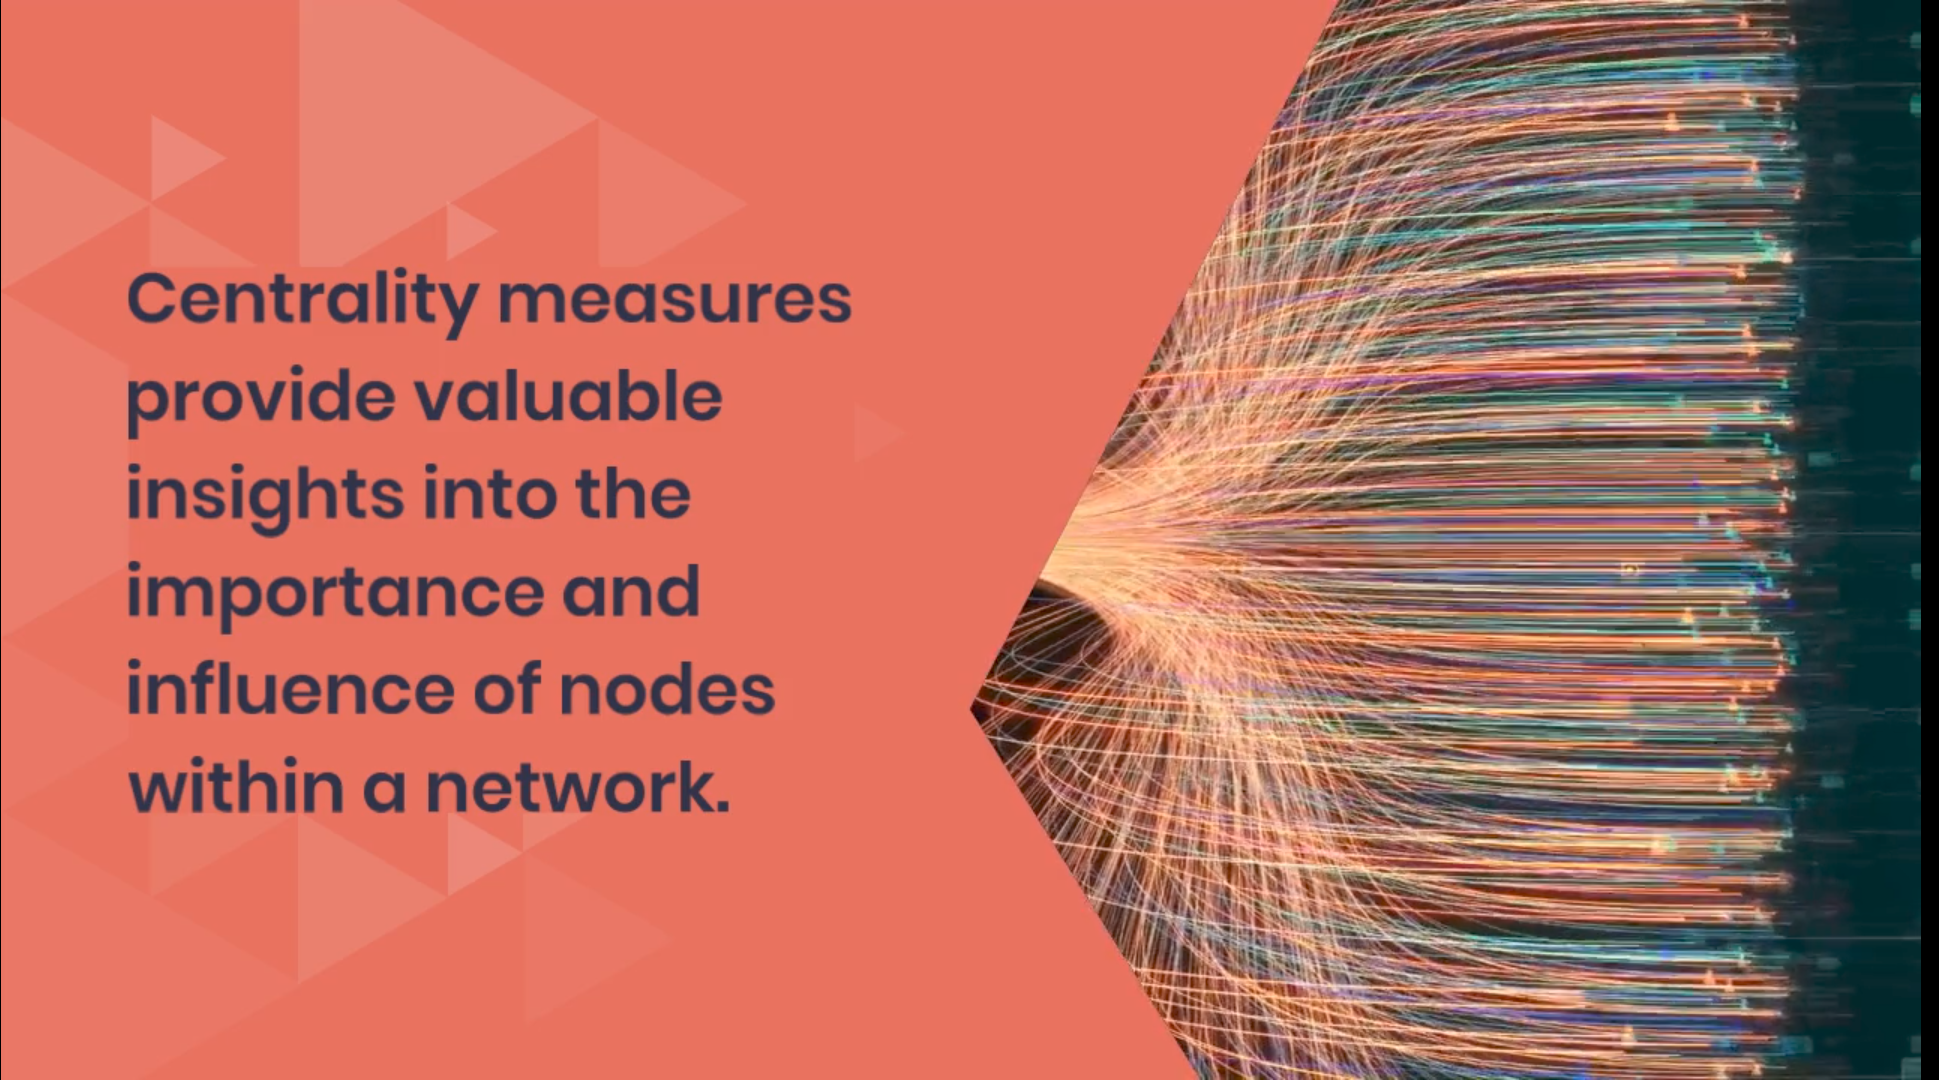 Centrality measures
provide valuable
insights into the
importance and
influence of nodes
within a network.